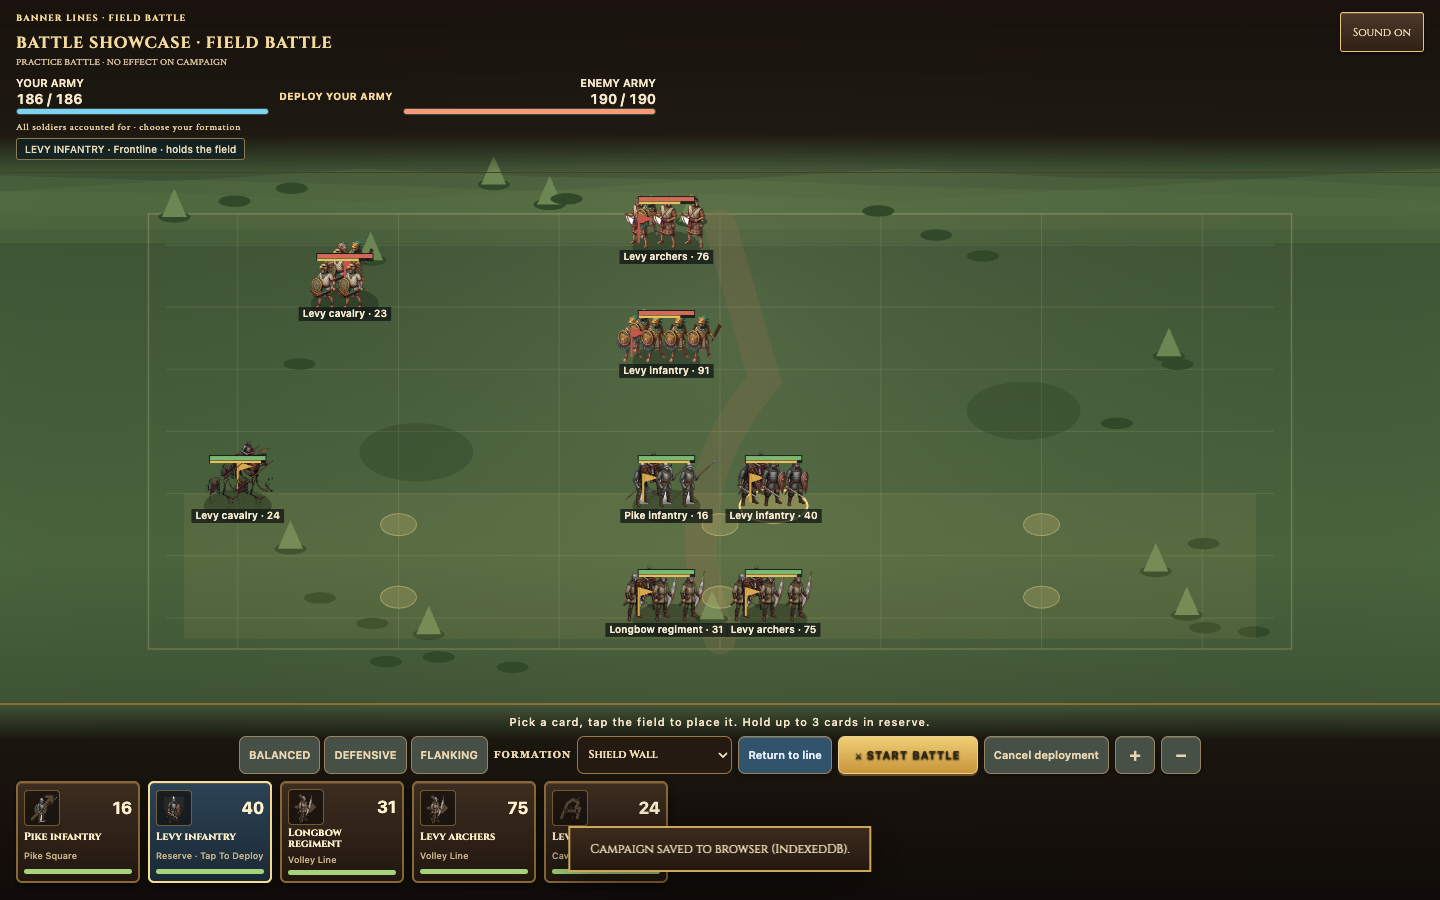 BANNER LINES · FIELD BATTLE
BATTLE SHOWCASE · FIELD BATTLE
PRACTICE BATTLE · NO EFFECT ON CAMPAIGN
SOUND ON
YOUR ARMY
186 / 186
DEPLOY YOUR ARMY
ENEMY ARMY
190 / 190
All soldiers accounted for · choose your formation
LEVY INFANTRY · Frontline · holds the field
Levy archers · 76
Levy cavalry · 23
Levy infantry · 91
Levy cavalry · 24
Pike infantry · 16
Levy infantry · 40
Longbow regiment · 31
Levy archers · 75
Pick a card, tap the field to place it. Hold up to 3 cards in reserve.
BALANCED
DEFENSIVE
FLANKING
FORMATION
SHIELD WALL
Return to line
⚔ START BATTLE
Cancel deployment
+
−
16
PIKE INFANTRY
Pike Square
40
LEVY INFANTRY
Reserve · Tap To Deploy
31
LONGBOW
REGIMENT
Volley Line
75
LEVY ARCHERS
Volley Line
24
CAMPAIGN SAVED TO BROWSER (INDEXEDDB).